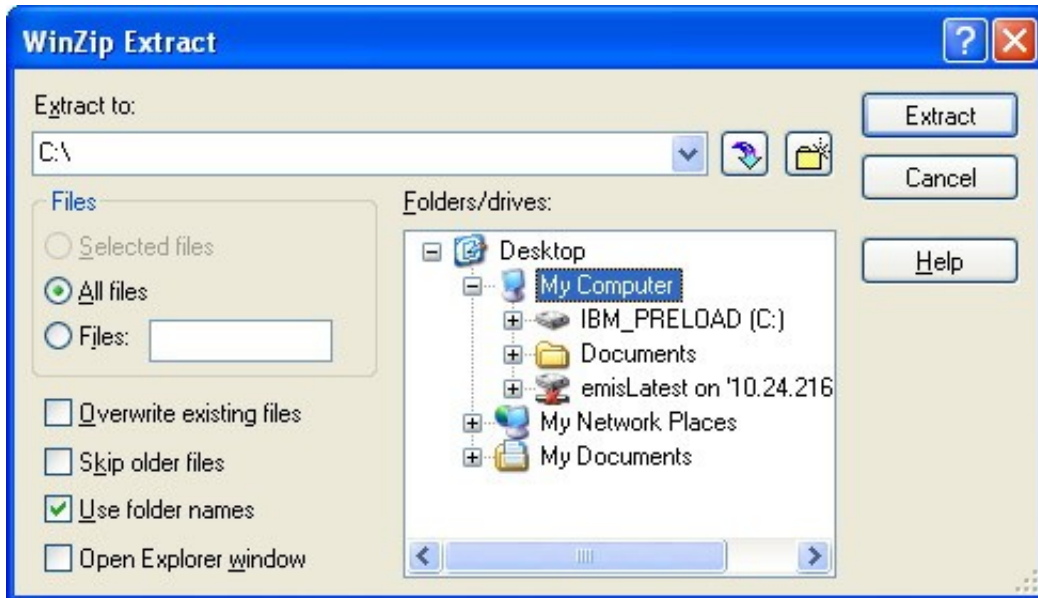 WinZip Extract
Extract to:
C:\
Extract
Cancel
Help
Files
Selected files
All files
Files:
Overwrite existing files
Skip older files
Use folder names
Open Explorer window
Folders/drives:
Desktop
My Computer
IBM_PRELOAD (C:)
Documents
emisLatest on '10.24.216
My Network Places
My Documents